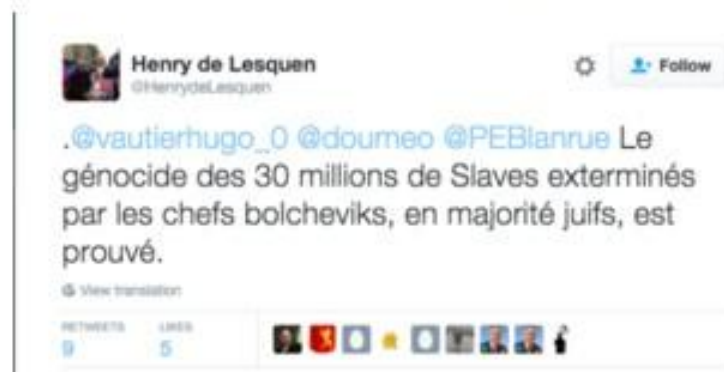 Henry de Lesquen
@HenrydeLesquen
Follow
.@vautierhugo_0 @doumeo @PEBlanrue Le
génocide des 30 millions de Slaves exterminés
par les chefs bolcheviks, en majorité juifs, est
prouvé.
View translation
RETWEETS LIKES
9 5